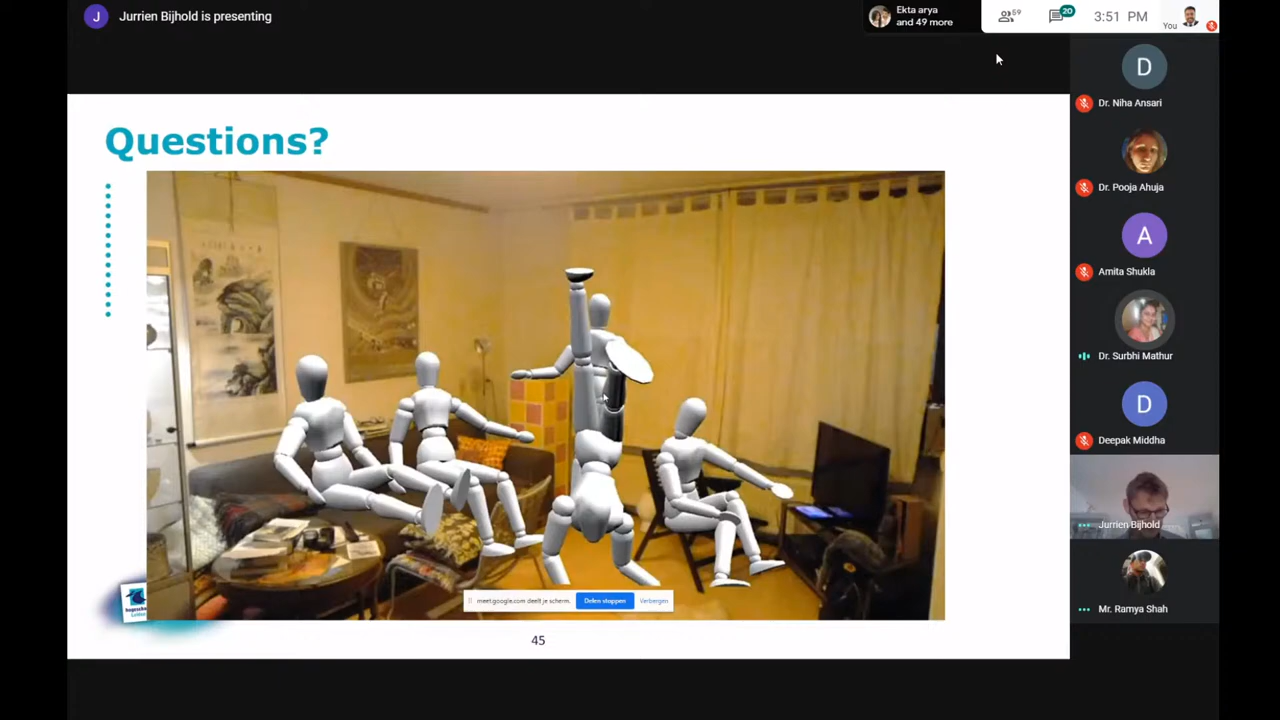 J
Jurrien Bijhold is presenting
Ekta arya
and 49 more
59
20
3:51 PM
You
Questions?
D
Dr. Niha Ansari
Dr. Pooja Ahuja
A
Amita Shukla
Dr. Surbhi Mathur
D
Deepak Middha
Jurrien Bijhold
Mr. Ramya Shah
meet.google.com deelt je scherm.
Delen stoppen
Verbergen
45